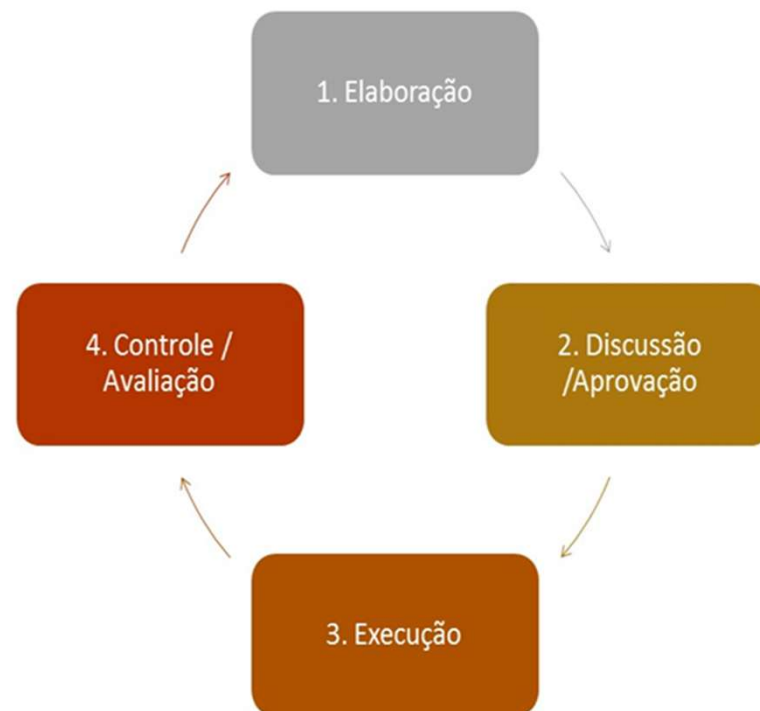 1. Elaboração
2. Discussão
/Aprovação
3. Execução
4. Controle /
Avaliação